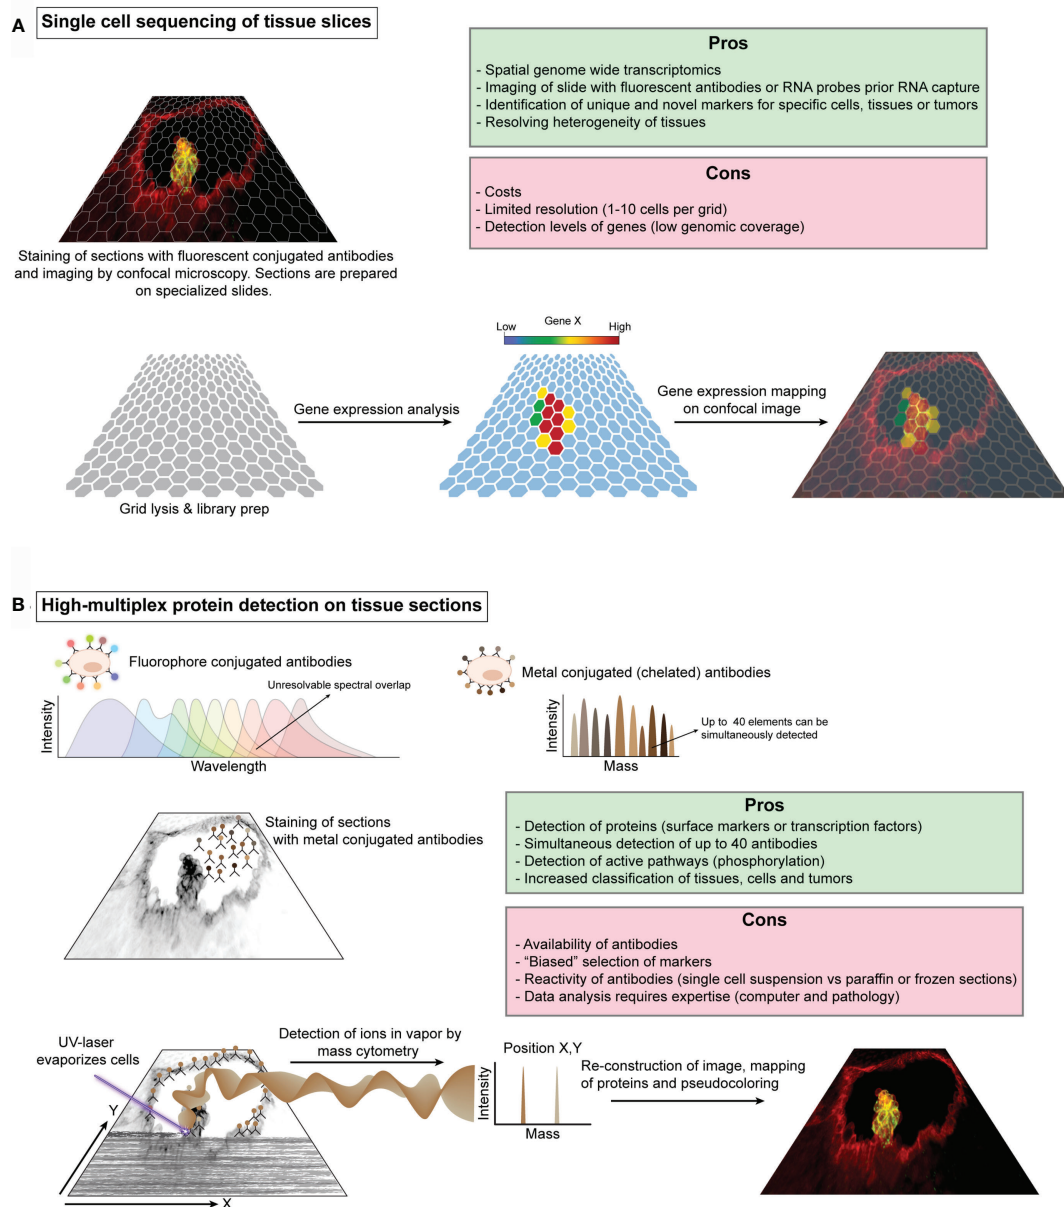 A
Single cell sequencing of tissue slices
Pros
- Spatial genome wide transcriptomics
- Imaging of slide with fluorescent antibodies or RNA probes prior RNA capture
- Identification of unique and novel markers for specific cells, tissues or tumors
- Resolving heterogeneity of tissues
Cons
- Costs
- Limited resolution (1-10 cells per grid)
- Detection levels of genes (low genomic coverage)
Staining of sections with fluorescent conjugated antibodies
and imaging by confocal microscopy. Sections are prepared
on specialized slides.
Gene X
Low
High
Gene expression analysis
Gene expression mapping
on confocal image
Grid lysis & library prep
B
High-multiplex protein detection on tissue sections
Fluorophore conjugated antibodies
Unresolvable spectral overlap
Intensity
Wavelength
Metal conjugated (chelated) antibodies
Up to 40 elements can be
simultaneously detected
Intensity
Mass
Staining of sections
with metal conjugated antibodies
Pros
- Detection of proteins (surface markers or transcription factors)
- Simultaneous detection of up to 40 antibodies
- Detection of active pathways (phosphorylation)
- Increased classification of tissues, cells and tumors
Cons
- Availability of antibodies
- “Biased” selection of markers
- Reactivity of antibodies (single cell suspension vs paraffin or frozen sections)
- Data analysis requires expertise (computer and pathology)
UV-laser
evaporizes cells
Y
X
Detection of ions in vapor by
mass cytometry
Position X,Y
Intensity
Mass
Re-construction of image, mapping
of proteins and pseudocoloring